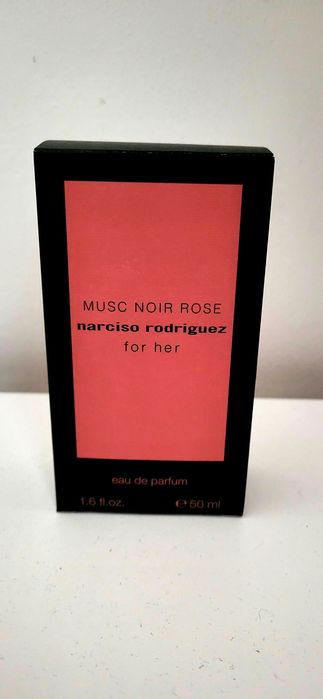 MUSC NOIR ROSE
narciso rodriguez
for her
eau de parfum
1.6 fl.oz. ℮ 50 ml